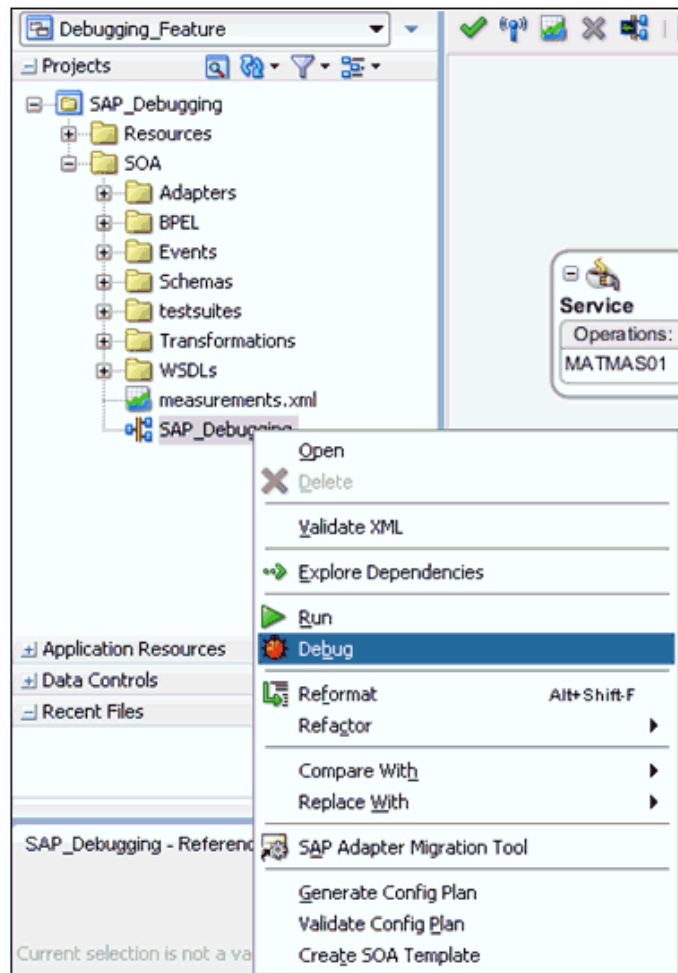 Debugging_Feature
Projects
SAP_Debugging
Resources
SOA
Adapters
BPEL
Events
Schemas
testsuites
Transformations
WSDLs
measurements.xml
SAP_Debugging
Service
Operations:
MATMAS01
Open
Delete
Validate XML
Explore Dependencies
Run
Debug
Reformat Alt+Shift-F
Refactor
Compare With
Replace With
SAP Adapter Migration Tool
Generate Config Plan
Validate Config Plan
Create SOA Template
Application Resources
Data Controls
Recent Files
SAP_Debugging - Referenc
Current selection is not a va